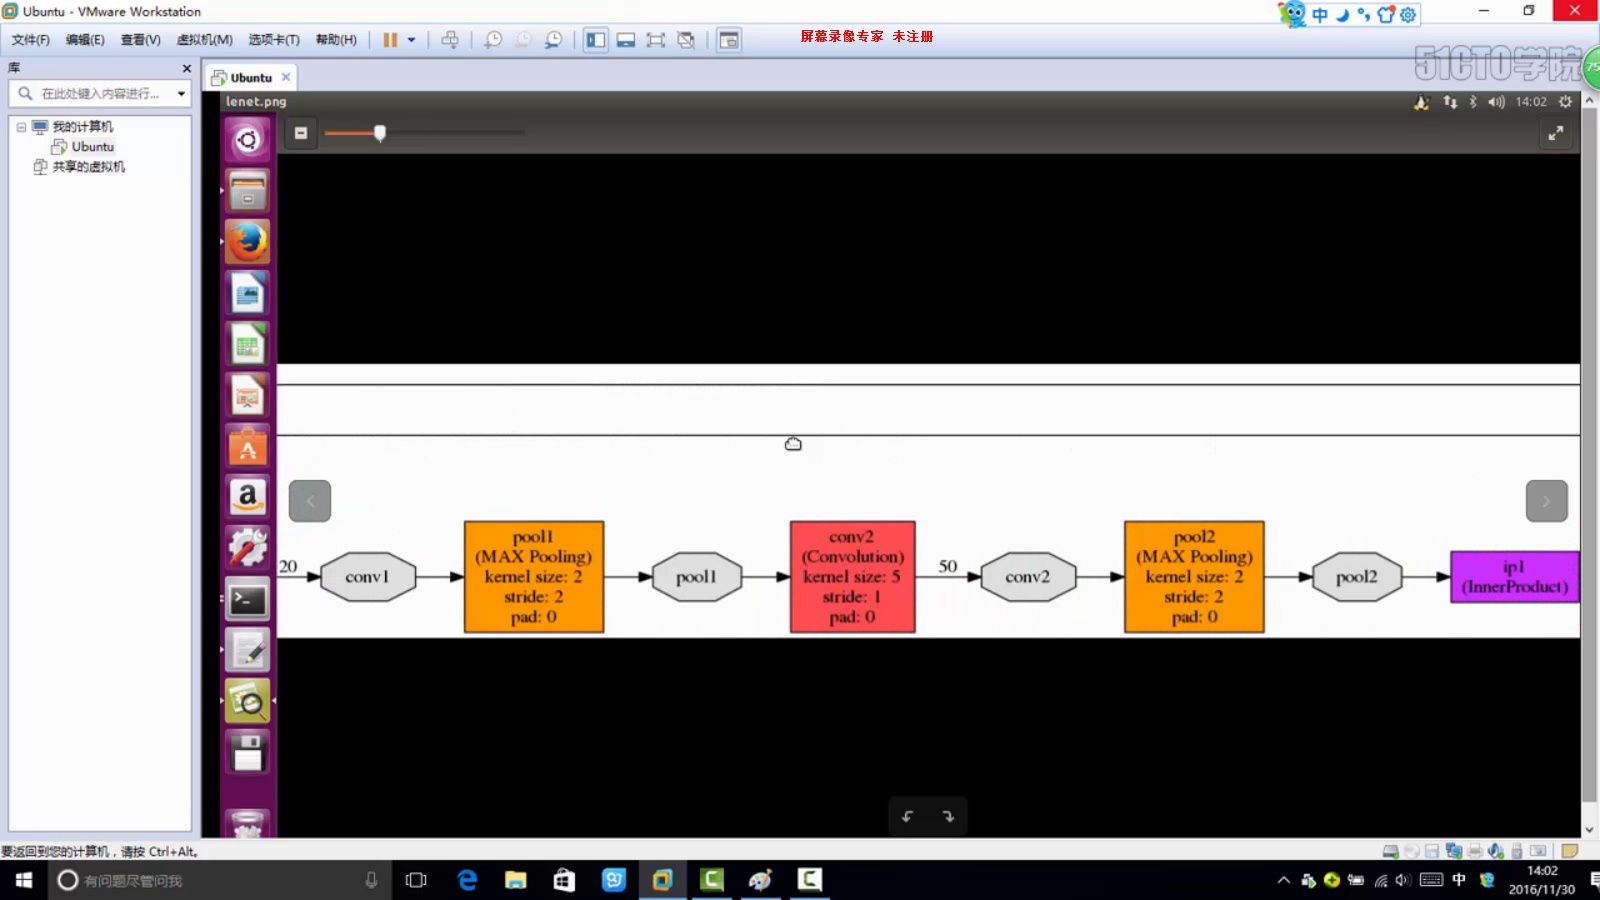 Ubuntu - VMware Workstation
中
文件(F) 编辑(E) 查看(V) 虚拟机(M) 选项卡(T) 帮助(H)
屏幕录像专家 未注册
51CTO学院
75
库
Ubuntu
在此处键入内容进行...
lenet.png
14:02
我的计算机
Ubuntu
共享的虚拟机
20
conv1
pool1
(MAX Pooling)
kernel size: 2
stride: 2
pad: 0
pool1
conv2
(Convolution)
kernel size: 5
stride: 1
pad: 0
50
conv2
pool2
(MAX Pooling)
kernel size: 2
stride: 2
pad: 0
pool2
ip1
(InnerProduct)
要返回到您的计算机，请按 Ctrl+Alt。
有问题尽管问我
中
14:02
2016/11/30